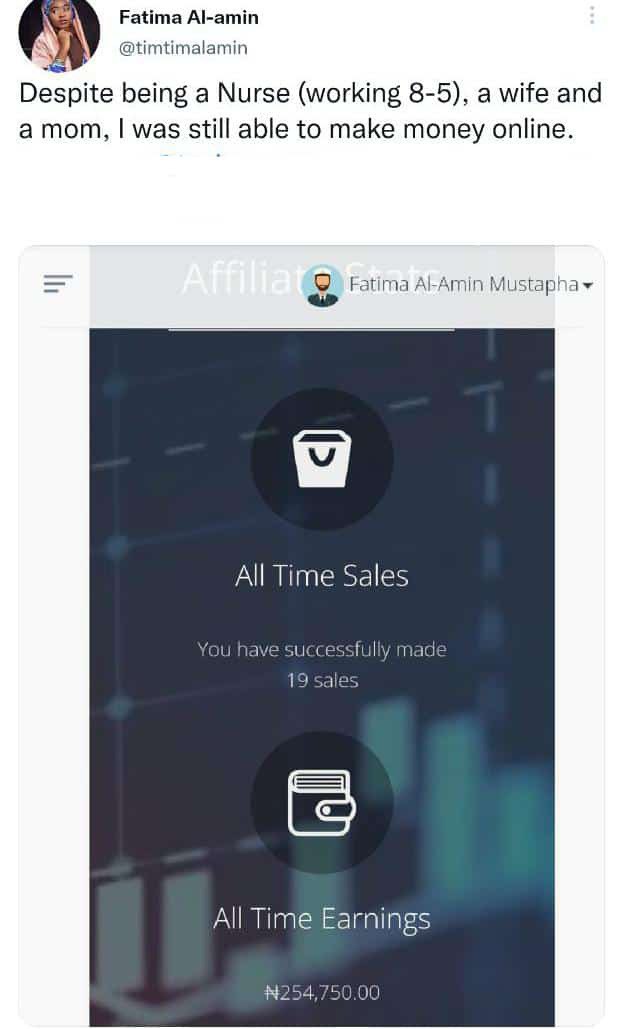 Fatima Al-amin
@timtimalamin
Despite being a Nurse (working 8-5), a wife and
a mom, I was still able to make money online.
Affiliate Stats
Fatima Al-Amin Mustapha
All Time Sales
You have successfully made
19 sales
All Time Earnings
₦254,750.00